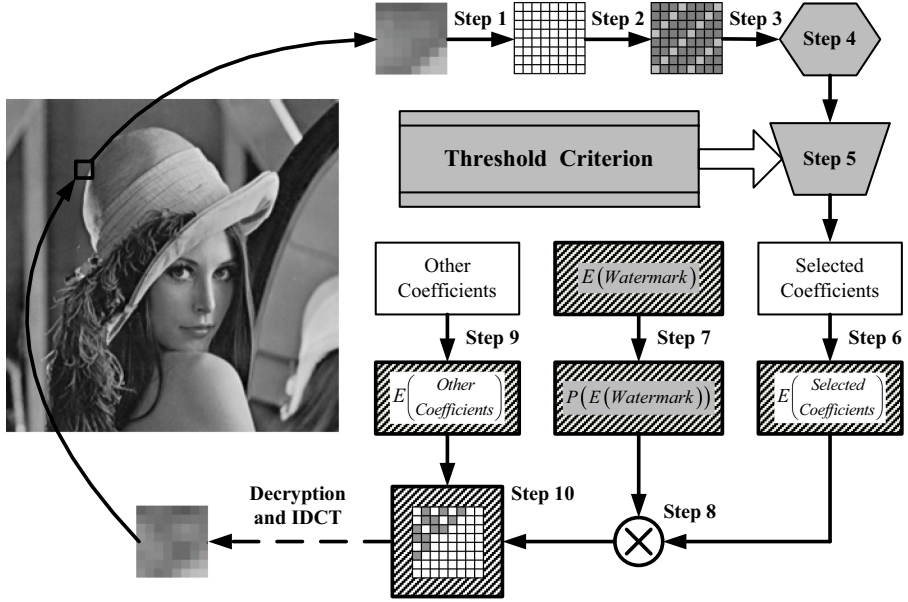 Step 1
Step 2
Step 3
Step 4
Threshold Criterion
Step 5
Other
Coefficients
E(Watermark)
Selected
Coefficients
Step 9
Step 7
Step 6
E(Other
Coefficients)
P(E(Watermark))
E(Selected
Coefficients)
Decryption
and IDCT
Step 10
Step 8